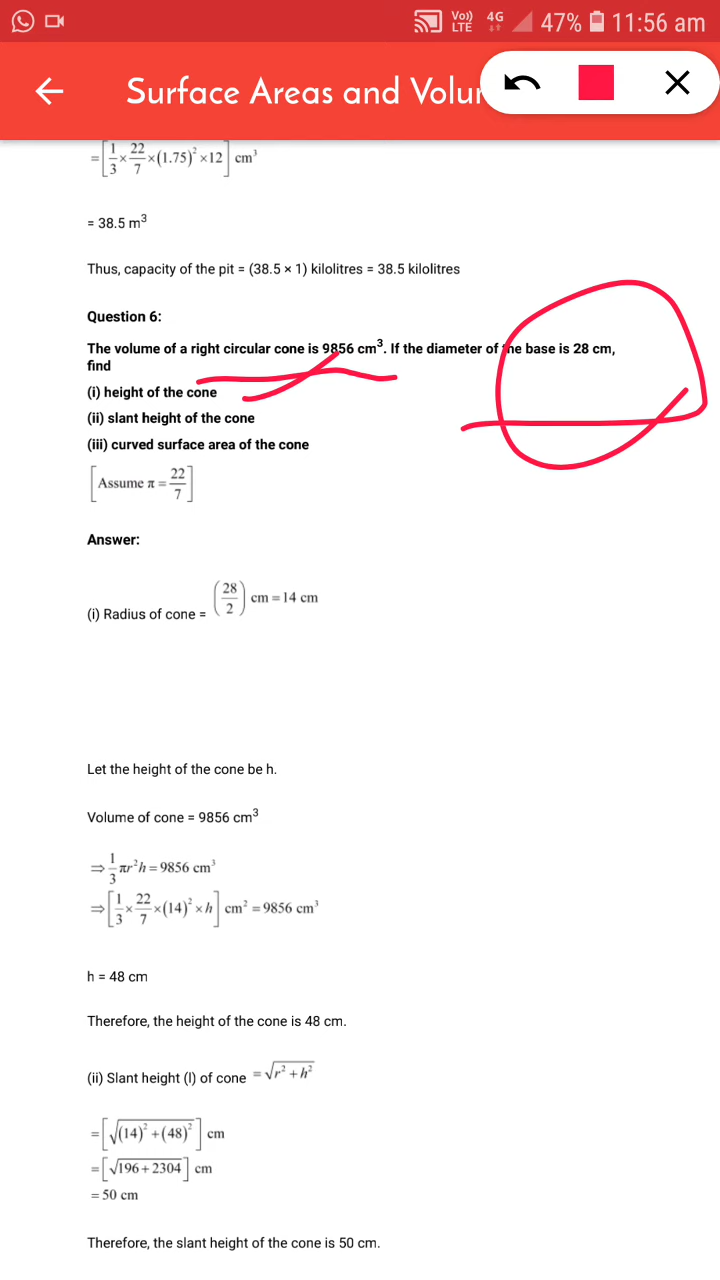 Vo)) LTE 4G 47% 11:56 am
Surface Areas and Volu
= [1/3 × 22/7 × (1.75)² × 12] cm³
= 38.5 m³
Thus, capacity of the pit = (38.5 × 1) kilolitres = 38.5 kilolitres
Question 6:
The volume of a right circular cone is 9856 cm³. If the diameter of the base is 28 cm,
find
(i) height of the cone
(ii) slant height of the cone
(iii) curved surface area of the cone
[Assume π = 22/7]
Answer:
(i) Radius of cone = (28/2) cm = 14 cm
Let the height of the cone be h.
Volume of cone = 9856 cm³
⇒ 1/3 πr²h = 9856 cm³
⇒ [1/3 × 22/7 × (14)² × h] cm² = 9856 cm³
h = 48 cm
Therefore, the height of the cone is 48 cm.
(ii) Slant height (l) of cone = √r² + h²
= [√(14)² + (48)²] cm
= [√196 + 2304] cm
= 50 cm
Therefore, the slant height of the cone is 50 cm.